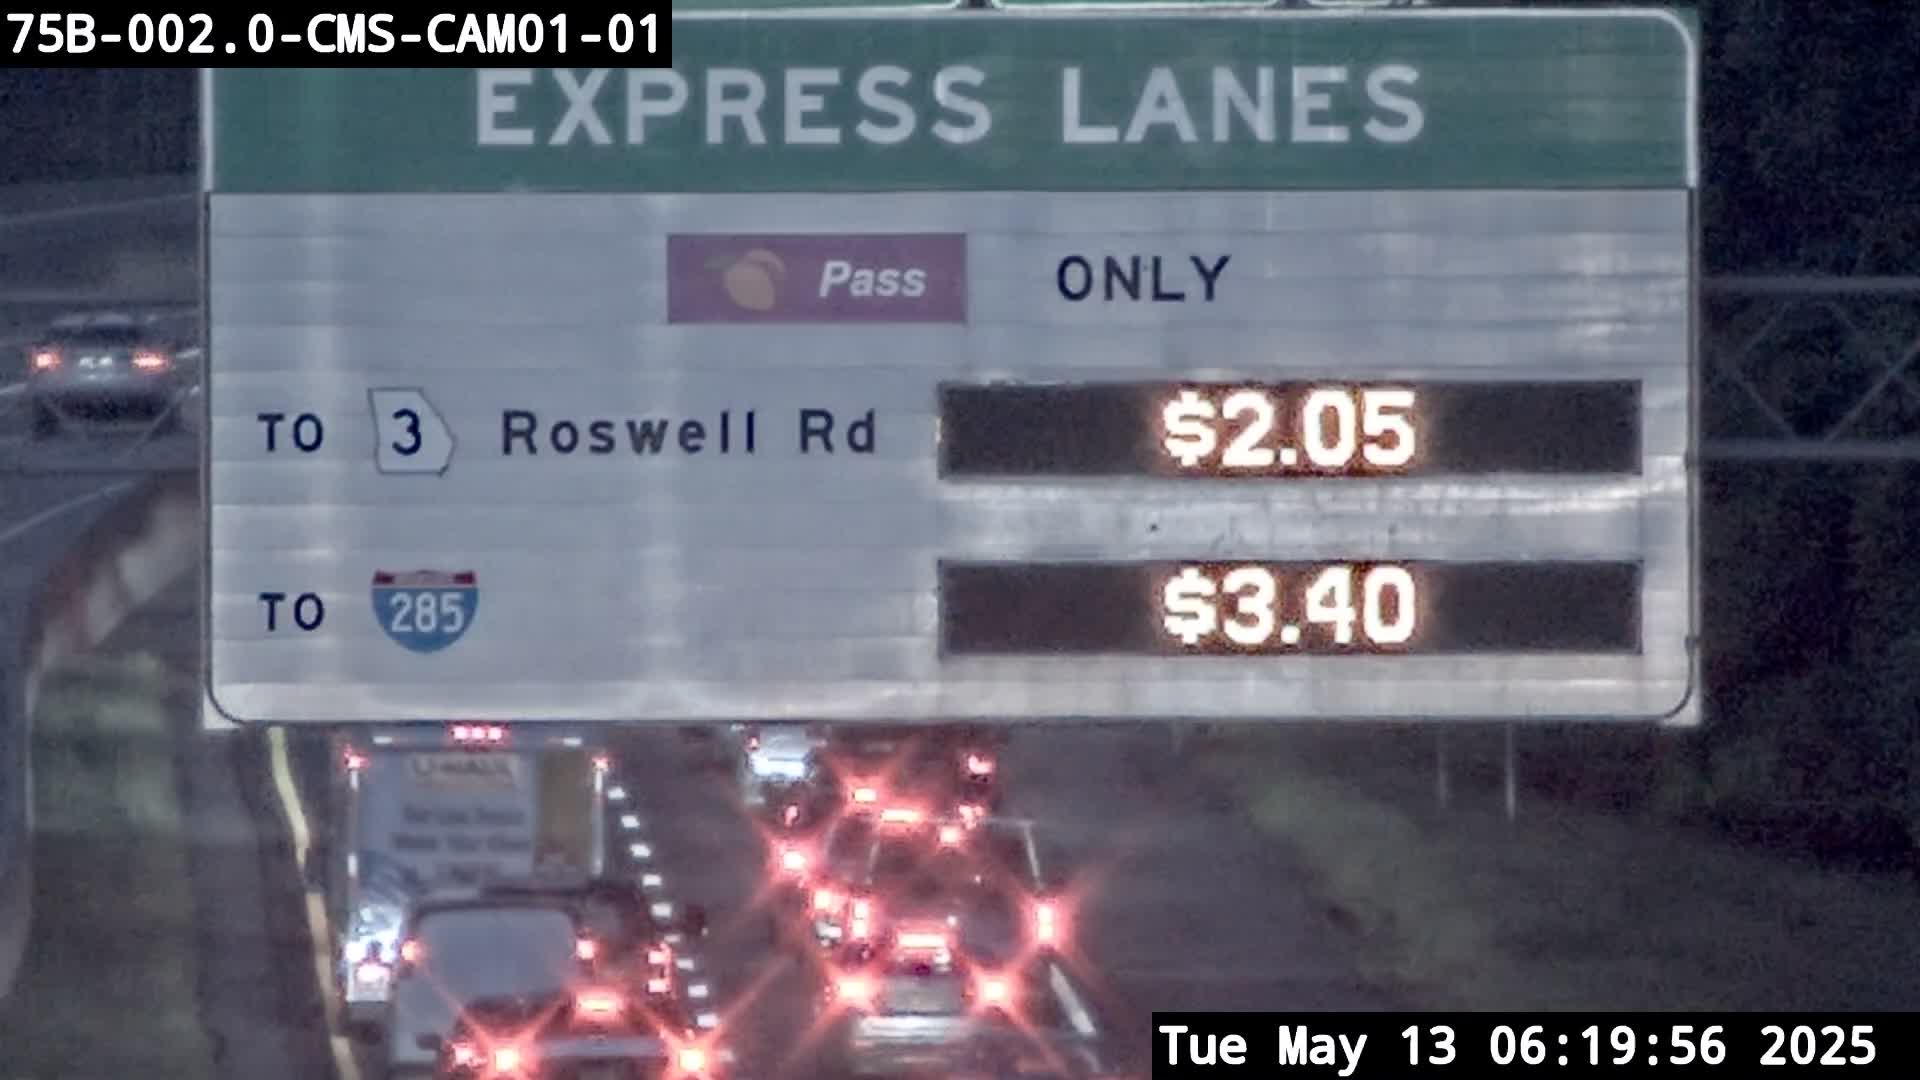 75B-002.0-CMS-CAM01-01
EXPRESS LANES
Pass ONLY
TO 3 Roswell Rd $2.05
TO 285 $3.40
U-HAUL
Tue May 13 06:19:56 2025